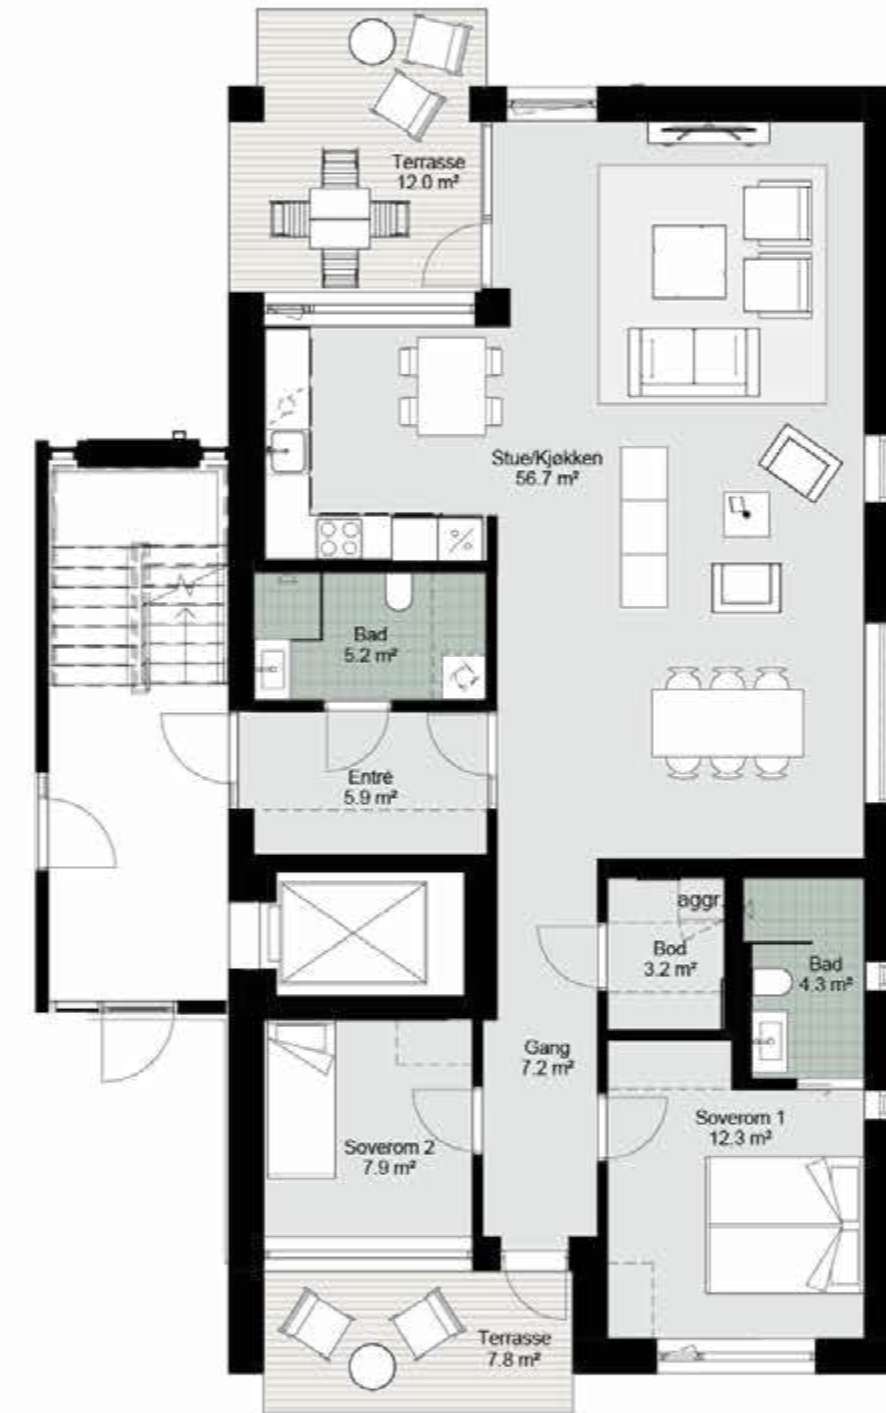 Terrasse
12.0 m²
Stue/Kjøkken
56.7 m²
Bad
5.2 m²
Entré
5.9 m²
aggr.
Bod
3.2 m²
Bad
4.3 m²
Gang
7.2 m²
Soverom 1
12.3 m²
Soverom 2
7.9 m²
Terrasse
7.8 m²